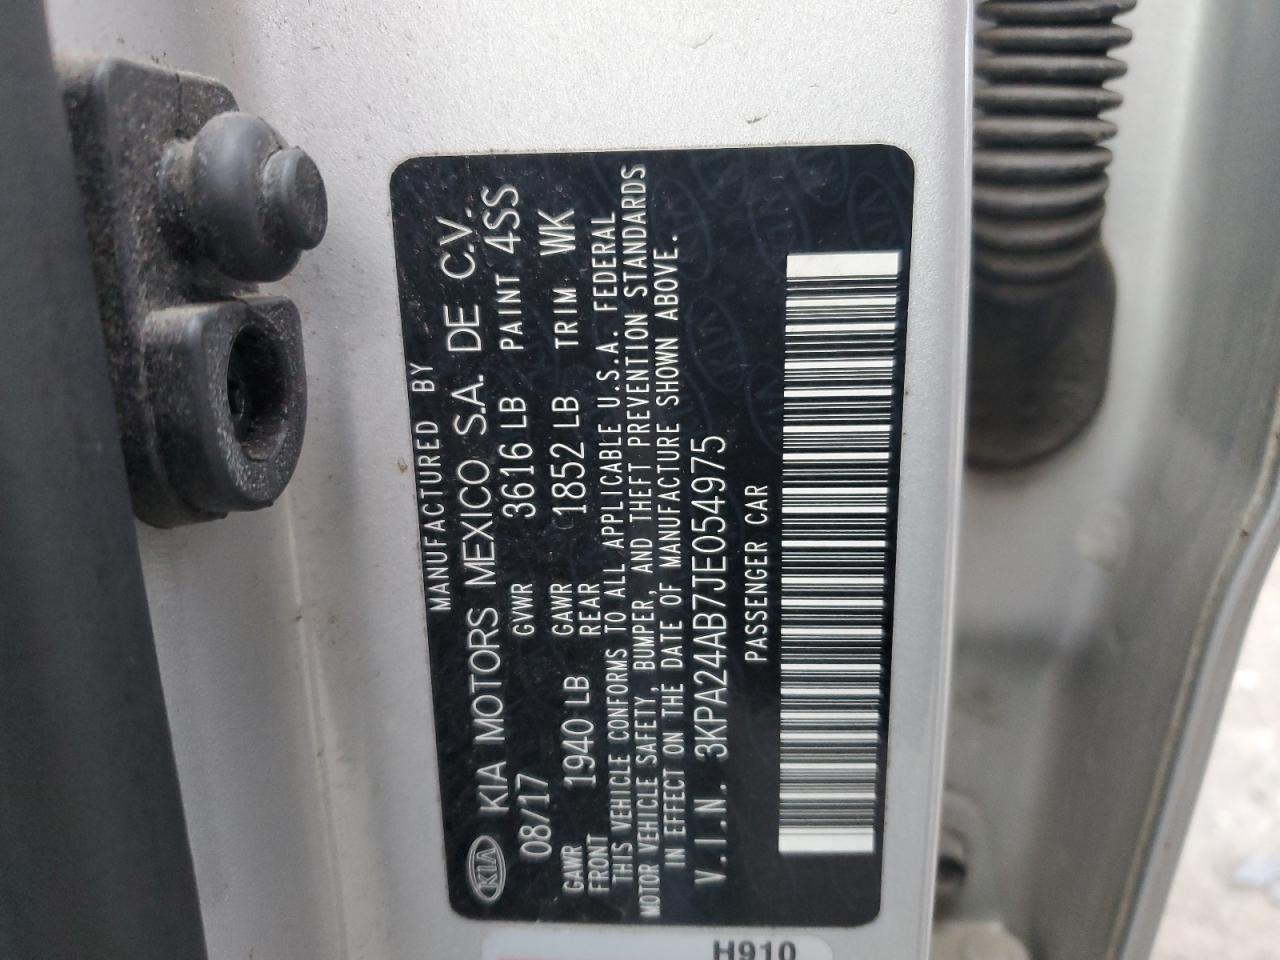 MANUFACTURED BY
KIA KIA MOTORS MEXICO S.A. DE C.V.
08/17 GVWR 3616 LB PAINT 4SS
GAWR FRONT 1940 LB GAWR REAR 1852 LB TRIM WK
THIS VEHICLE CONFORMS TO ALL APPLICABLE U.S.A. FEDERAL
MOTOR VEHICLE SAFETY, BUMPER, AND THEFT PREVENTION STANDARDS
IN EFFECT ON THE DATE OF MANUFACTURE SHOWN ABOVE.
V.I.N. 3KPA24AB7JE054975
PASSENGER CAR
H910